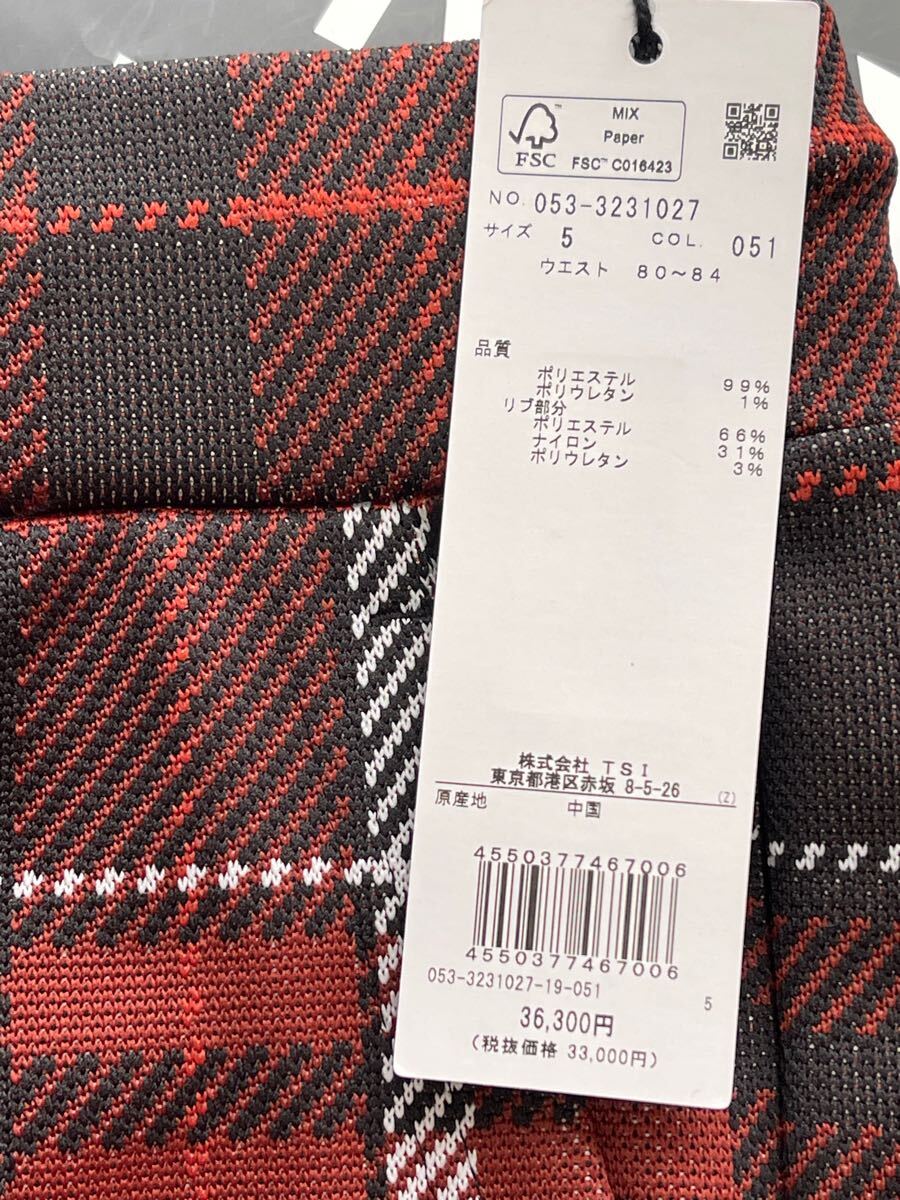 MIX
Paper
FSC™ C016423
FSC
NO. 053-3231027
サイズ 5 COL. 051
ウエスト 80～84
品質
ポリエステル 99%
ポリウレタン 1%
リブ部分
ポリエステル 66%
ナイロン 31%
ポリウレタン 3%
株式会社 TSI
東京都港区赤坂 8-5-26 (Z)
原産地 中国
4550377467006
4550377467006
053-3231027-19-051 5
36,300円
(税抜価格 33,000円)